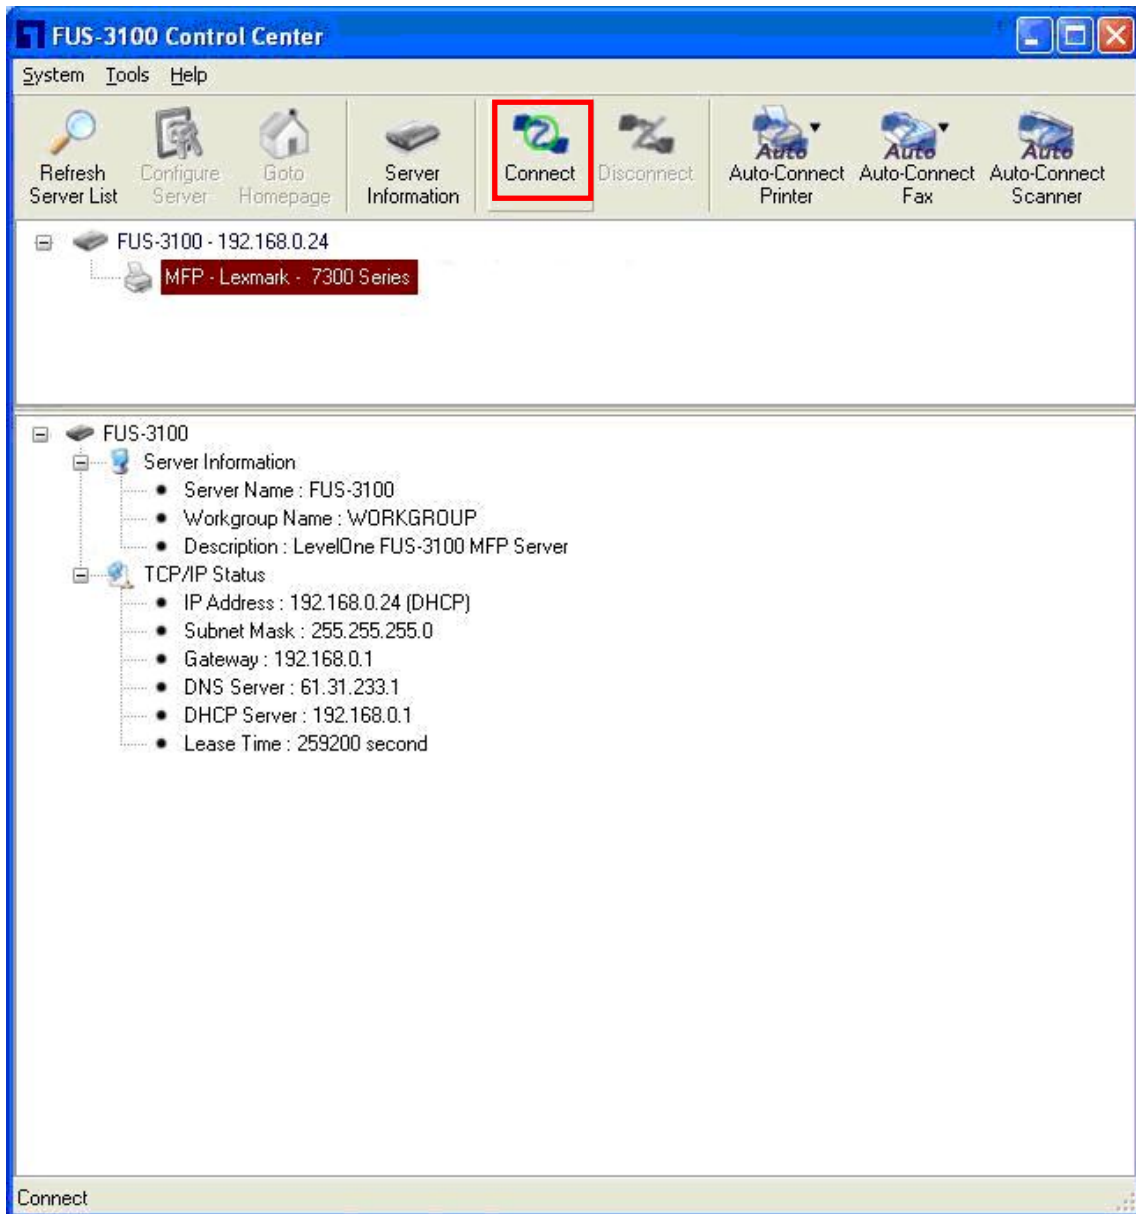 FUS-3100 Control Center
System Tools Help
Refresh Server List
Configure Server
Goto Homepage
Server Information
Connect
Disconnect
Auto Auto-Connect Printer
Auto Auto-Connect Fax
Auto Auto-Connect Scanner
FUS-3100 - 192.168.0.24
MFP - Lexmark - 7300 Series
FUS-3100
Server Information
Server Name : FUS-3100
Workgroup Name : WORKGROUP
Description : LevelOne FUS-3100 MFP Server
TCP/IP Status
IP Address : 192.168.0.24 (DHCP)
Subnet Mask : 255.255.255.0
Gateway : 192.168.0.1
DNS Server : 61.31.233.1
DHCP Server : 192.168.0.1
Lease Time : 259200 second
Connect